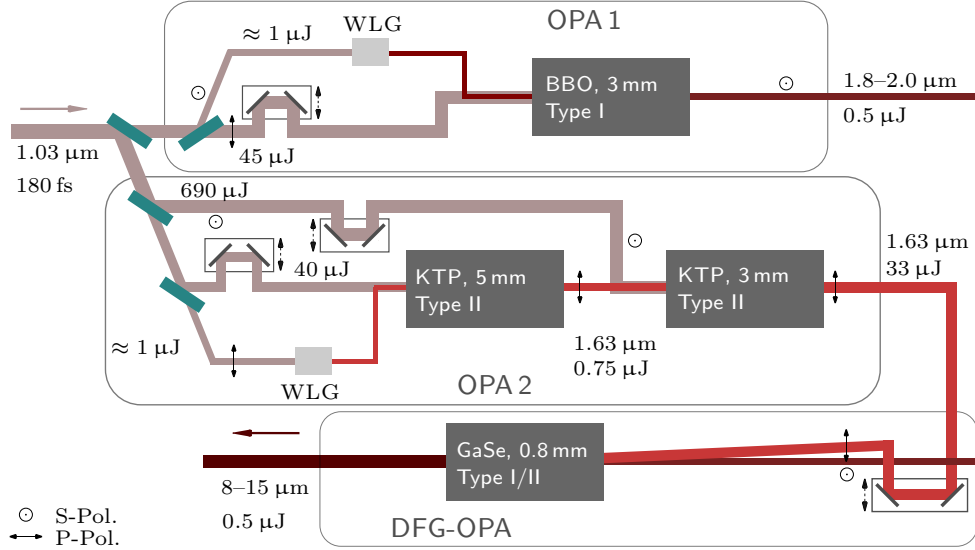 OPA 1
≈ 1 µJ
WLG
BBO, 3 mm
Type I
1.8–2.0 µm
0.5 µJ
45 µJ
1.03 µm
180 fs
690 µJ
40 µJ
KTP, 5 mm
Type II
KTP, 3 mm
Type II
1.63 µm
33 µJ
≈ 1 µJ
WLG
1.63 µm
0.75 µJ
OPA 2
GaSe, 0.8 mm
Type I/II
8–15 µm
0.5 µJ
DFG-OPA
S-Pol.
P-Pol.